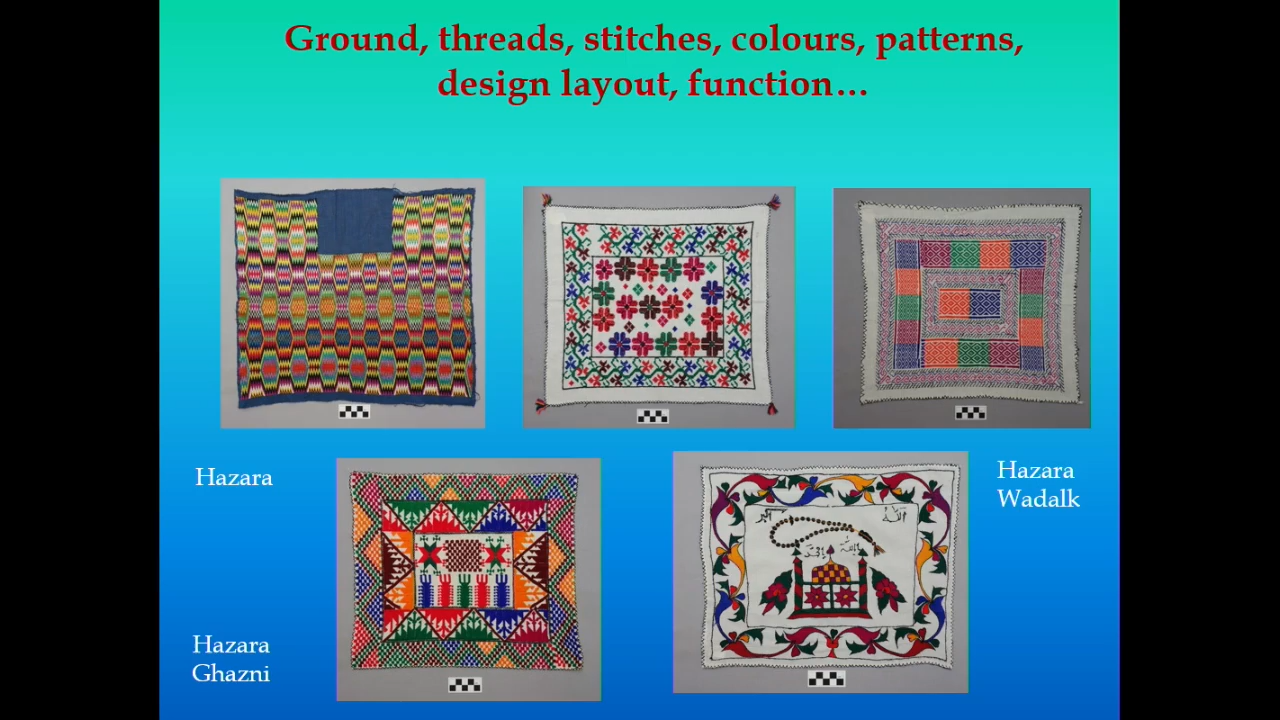 Ground, threads, stitches, colours, patterns,
design layout, function…
Hazara
Hazara
Wadalk
Hazara
Ghazni